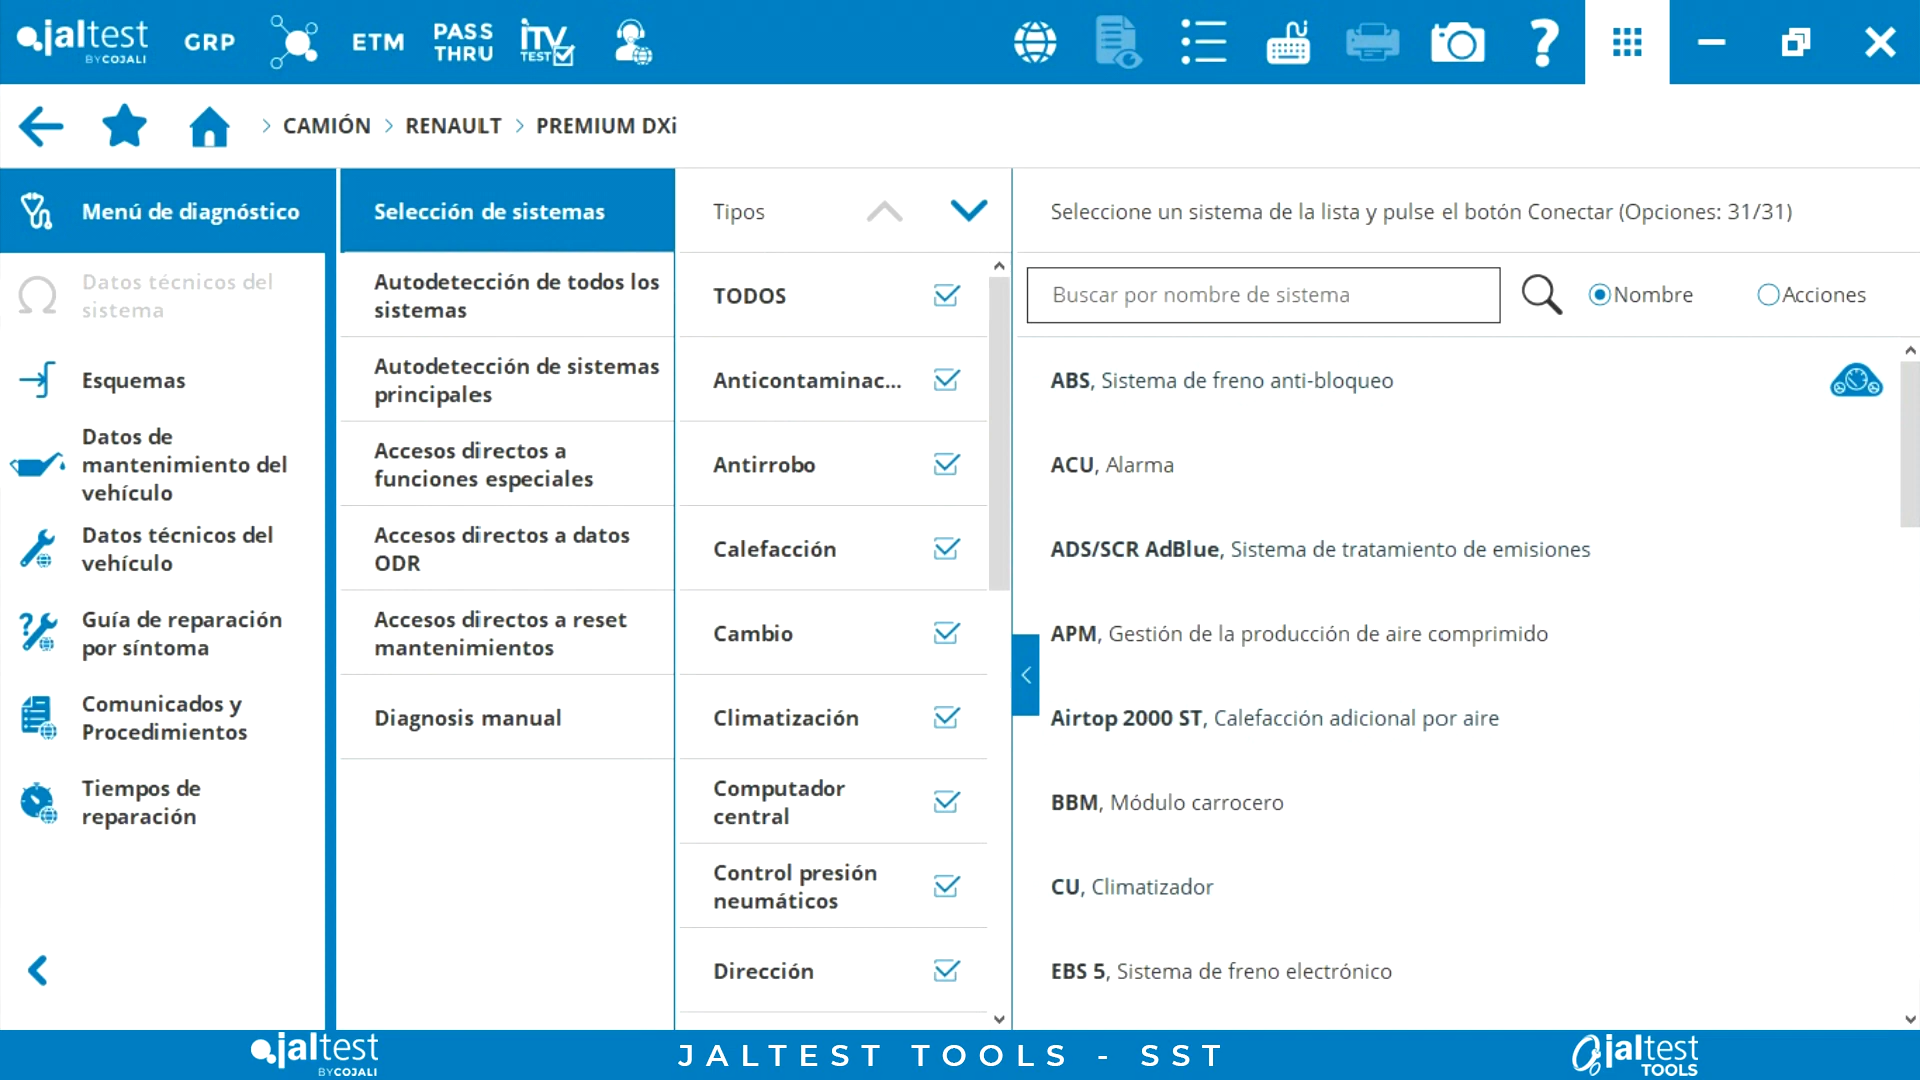 jaltest
BY COJALI
GRP
ETM
PASS
THRU
ITV
TEST
?
CAMIÓN
RENAULT
PREMIUM DXi
Menú de diagnóstico
Datos técnicos del
sistema
Esquemas
Datos de
mantenimiento del
vehículo
Datos técnicos del
vehículo
Guía de reparación
por síntoma
Comunicados y
Procedimientos
Tiempos de
reparación
Selección de sistemas
Autodetección de todos los
sistemas
Autodetección de sistemas
principales
Accesos directos a
funciones especiales
Accesos directos a datos
ODR
Accesos directos a reset
mantenimientos
Diagnosis manual
Tipos
TODOS
Anticontaminac...
Antirrobo
Calefacción
Cambio
Climatización
Computador
central
Control presión
neumáticos
Dirección
Seleccione un sistema de la lista y pulse el botón Conectar (Opciones: 31/31)
Buscar por nombre de sistema
Nombre
Acciones
ABS, Sistema de freno anti-bloqueo
ACU, Alarma
ADS/SCR AdBlue, Sistema de tratamiento de emisiones
APM, Gestión de la producción de aire comprimido
Airtop 2000 ST, Calefacción adicional por aire
BBM, Módulo carrocero
CU, Climatizador
EBS 5, Sistema de freno electrónico
jaltest
BY COJALI
JALTEST TOOLS - SST
jaltest
TOOLS